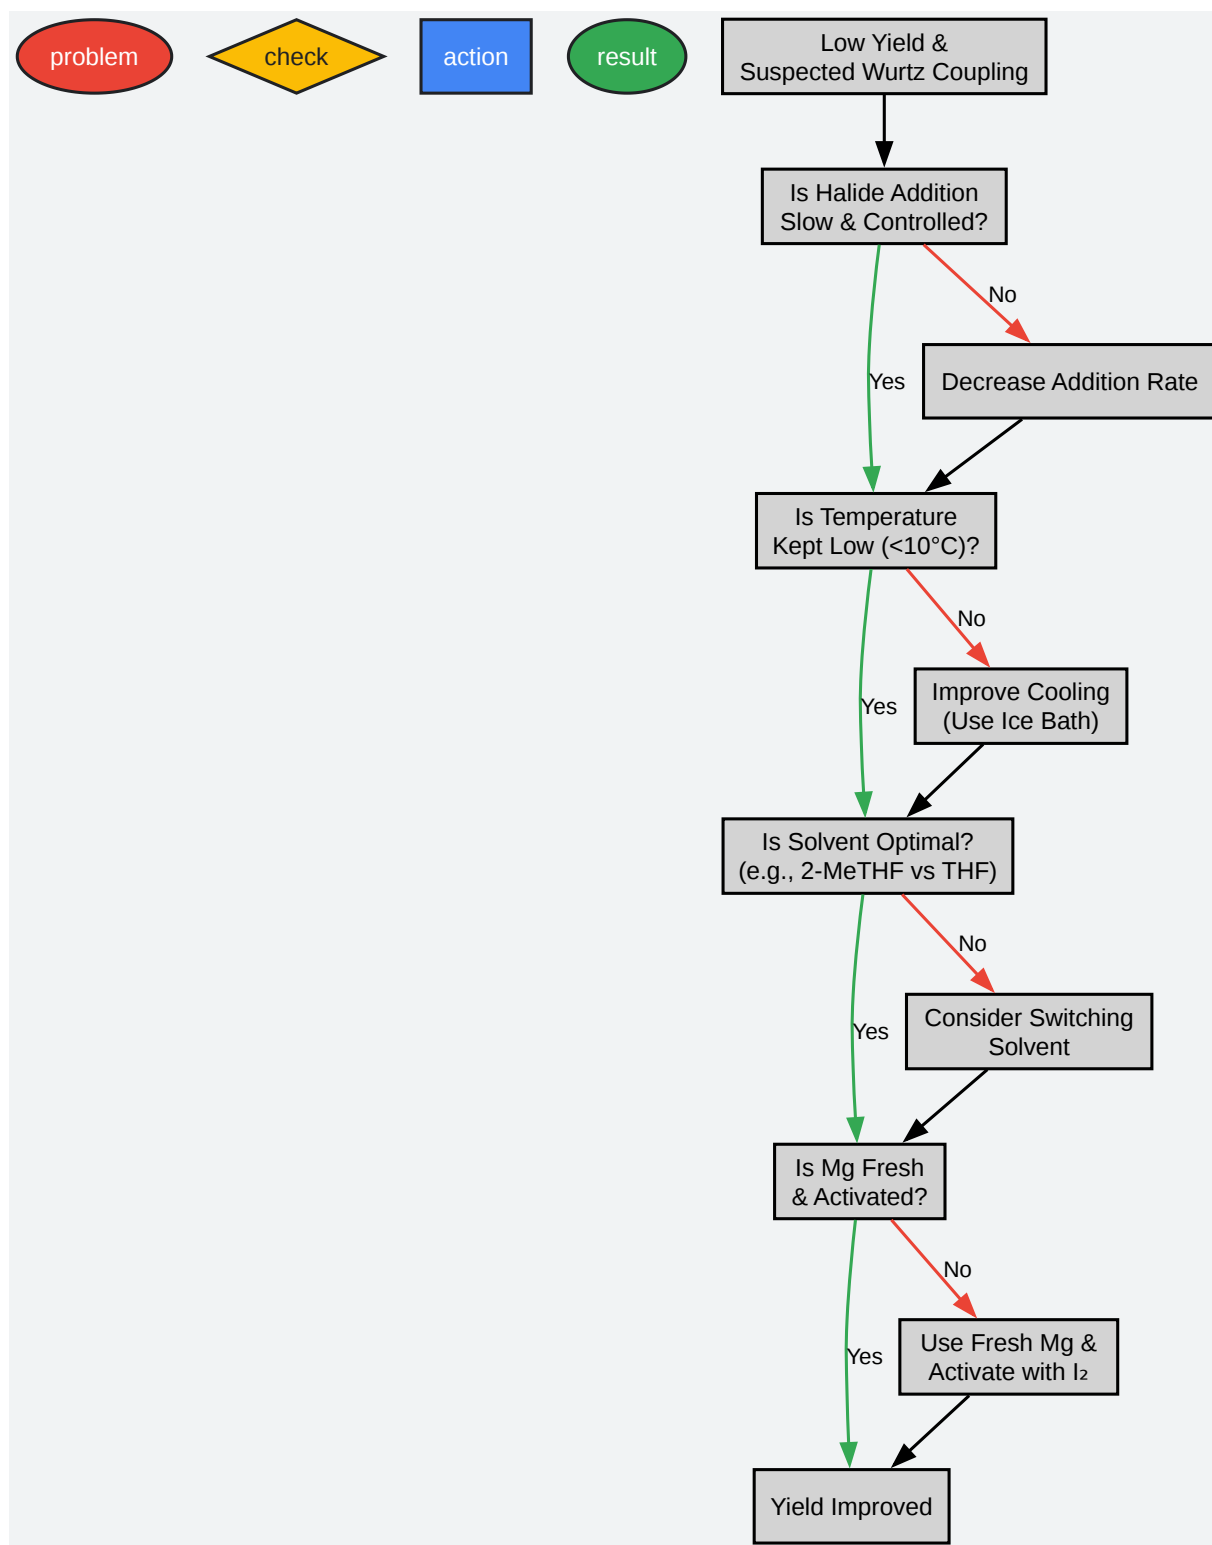 problem
check
action
result
Low Yield &
Suspected Wurtz Coupling
Is Halide Addition
Slow & Controlled?
No
Yes
Decrease Addition Rate
Is Temperature
Kept Low (<10°C)?
No
Yes
Improve Cooling
(Use Ice Bath)
Is Solvent Optimal?
(e.g., 2-MeTHF vs THF)
No
Yes
Consider Switching
Solvent
Is Mg Fresh
& Activated?
No
Yes
Use Fresh Mg &
Activate with I₂
Yield Improved